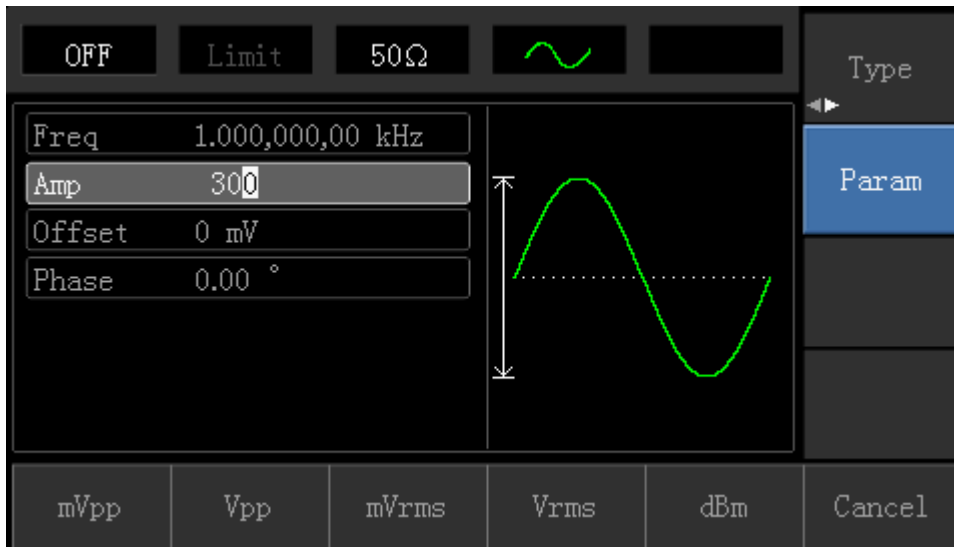 OFF Limit 50Ω
Type
Freq 1.000,000,00 kHz
Param
Amp 300
Offset 0 mV
Phase 0.00 °
mVpp Vpp mVrms Vrms dBm Cancel